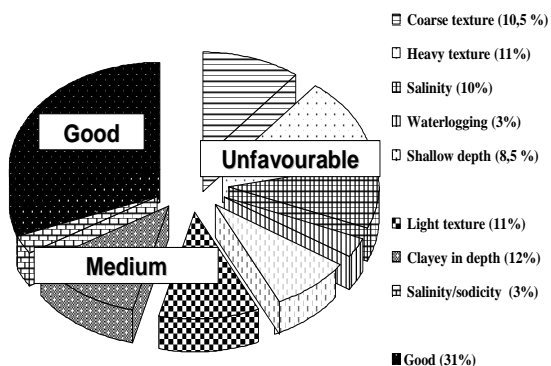 Good
Unfavourable
Medium
Coarse texture (10,5 %)
Heavy texture (11%)
Salinity (10%)
Waterlogging (3%)
Shallow depth (8,5 %)
Light texture (11%)
Clayey in depth (12%)
Salinity/sodicity (3%)
Good (31%)